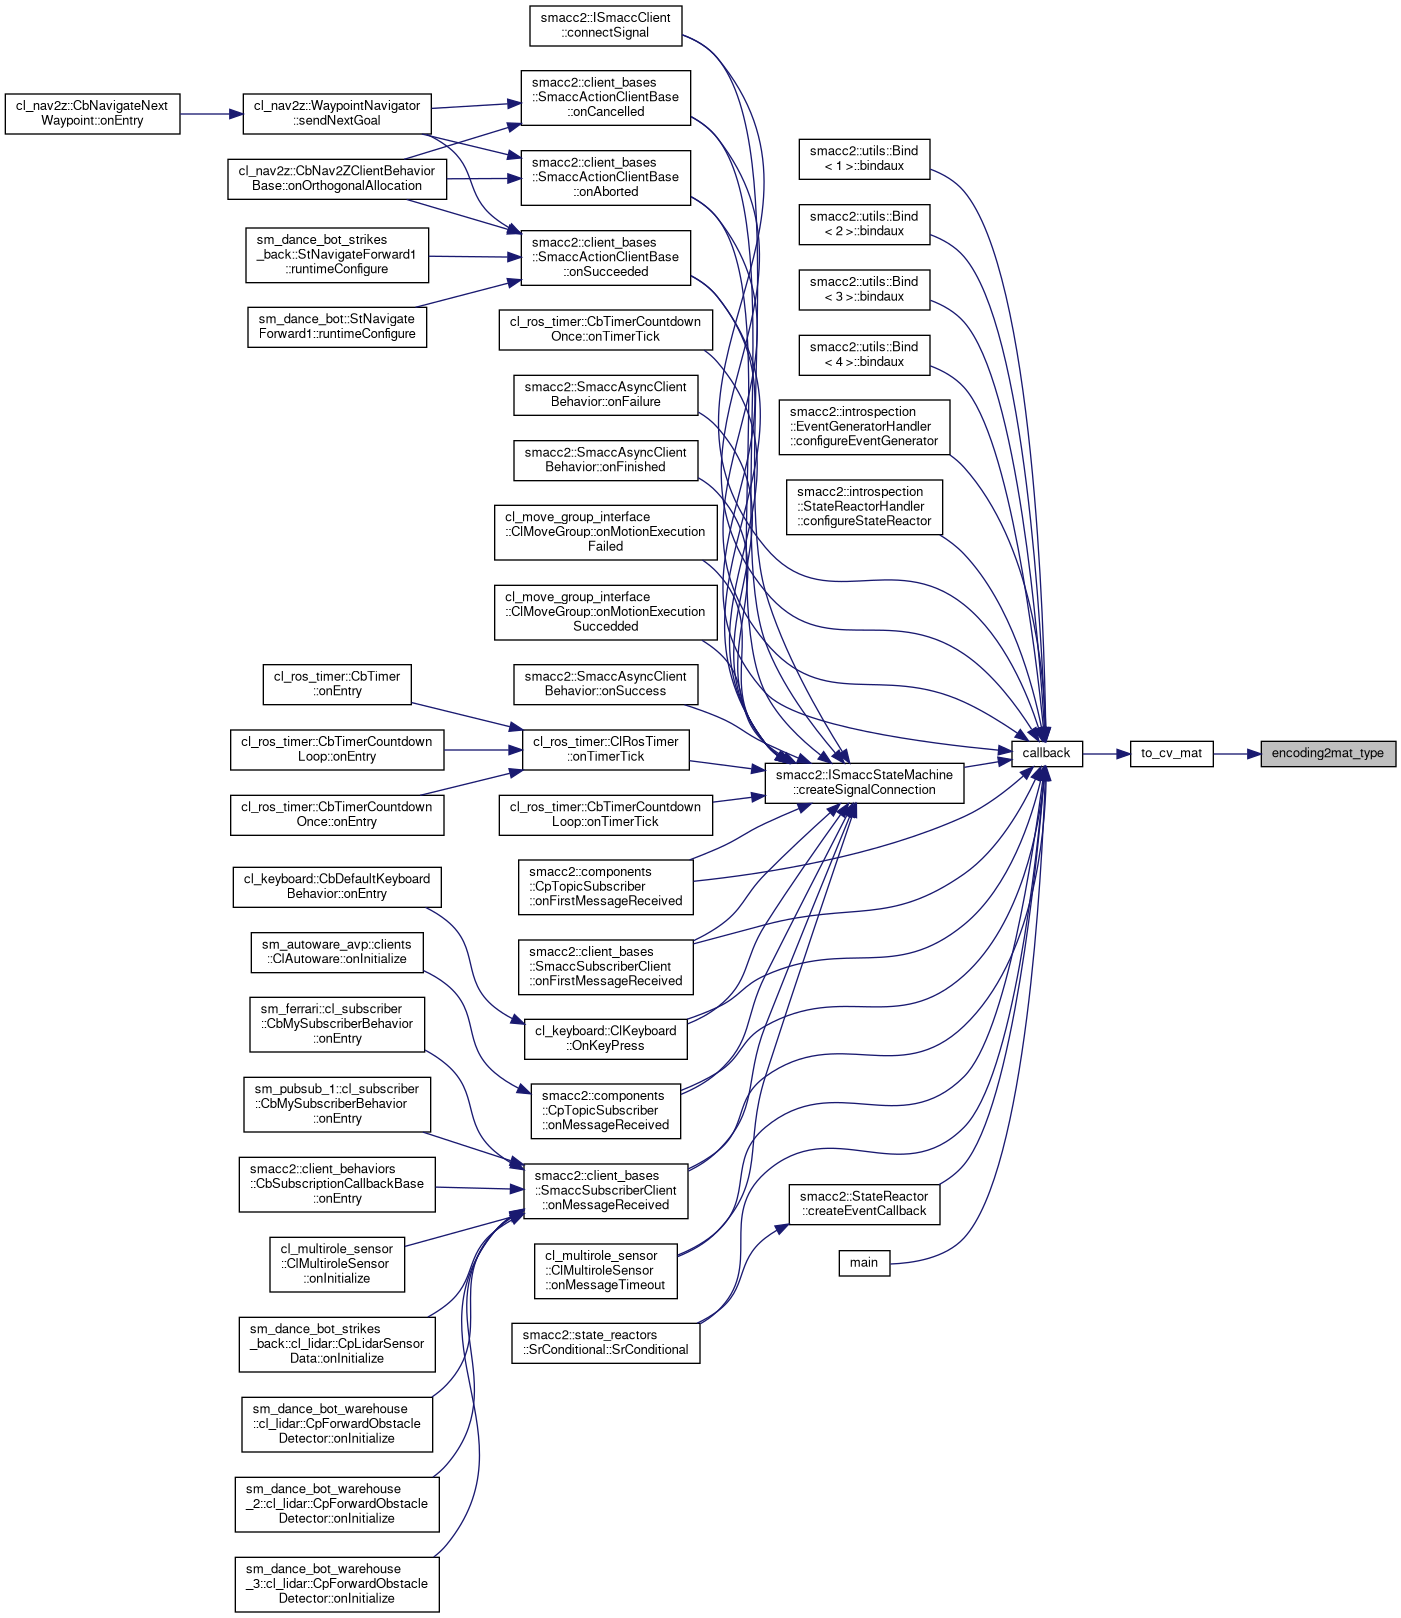 smacc2::ISmaccClient
::connectSignal
cl_nav2z::CbNavigateNext
Waypoint::onEntry
cl_nav2z::WaypointNavigator
::sendNextGoal
smacc2::client_bases
::SmaccActionClientBase
::onCancelled
cl_nav2z::CbNav2ZClientBehavior
Base::onOrthogonalAllocation
smacc2::client_bases
::SmaccActionClientBase
::onAborted
sm_dance_bot_strikes
_back::StNavigateForward1
::runtimeConfigure
smacc2::client_bases
::SmaccActionClientBase
::onSucceeded
sm_dance_bot::StNavigate
Forward1::runtimeConfigure
cl_ros_timer::CbTimerCountdown
Once::onTimerTick
smacc2::SmaccAsyncClient
Behavior::onFailure
smacc2::SmaccAsyncClient
Behavior::onFinished
cl_move_group_interface
::ClMoveGroup::onMotionExecution
Failed
cl_move_group_interface
::ClMoveGroup::onMotionExecution
Succedded
smacc2::SmaccAsyncClient
Behavior::onSuccess
cl_ros_timer::CbTimer
::onEntry
cl_ros_timer::CbTimerCountdown
Loop::onEntry
cl_ros_timer::ClRosTimer
::onTimerTick
cl_ros_timer::CbTimerCountdown
Once::onEntry
cl_ros_timer::CbTimerCountdown
Loop::onTimerTick
smacc2::components
::CpTopicSubscriber
::onFirstMessageReceived
cl_keyboard::CbDefaultKeyboard
Behavior::onEntry
smacc2::client_bases
::SmaccSubscriberClient
::onFirstMessageReceived
sm_autoware_avp::clients
::ClAutoware::onInitialize
cl_keyboard::ClKeyboard
::OnKeyPress
sm_ferrari::cl_subscriber
::CbMySubscriberBehavior
::onEntry
smacc2::components
::CpTopicSubscriber
::onMessageReceived
sm_pubsub_1::cl_subscriber
::CbMySubscriberBehavior
::onEntry
smacc2::client_behaviors
::CbSubscriptionCallbackBase
::onEntry
smacc2::client_bases
::SmaccSubscriberClient
::onMessageReceived
cl_multirole_sensor
::ClMultiroleSensor
::onInitialize
cl_multirole_sensor
::ClMultiroleSensor
::onMessageTimeout
sm_dance_bot_strikes
_back::cl_lidar::CpLidarSensor
Data::onInitialize
smacc2::state_reactors
::SrConditional::SrConditional
sm_dance_bot_warehouse
::cl_lidar::CpForwardObstacle
Detector::onInitialize
sm_dance_bot_warehouse
_2::cl_lidar::CpForwardObstacle
Detector::onInitialize
sm_dance_bot_warehouse
_3::cl_lidar::CpForwardObstacle
Detector::onInitialize
smacc2::utils::Bind
< 1 >::bindaux
smacc2::utils::Bind
< 2 >::bindaux
smacc2::utils::Bind
< 3 >::bindaux
smacc2::utils::Bind
< 4 >::bindaux
smacc2::introspection
::EventGeneratorHandler
::configureEventGenerator
smacc2::introspection
::StateReactorHandler
::configureStateReactor
smacc2::ISmaccStateMachine
::createSignalConnection
smacc2::StateReactor
::createEventCallback
main
callback
to_cv_mat
encoding2mat_type